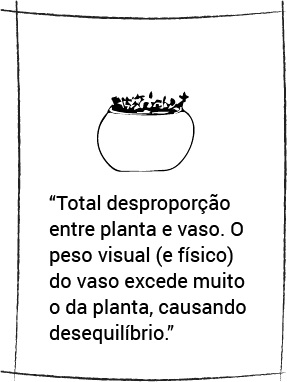 “Total desproporção
entre planta e vaso. O
peso visual (e físico)
do vaso excede muito
o da planta, causando
desequilíbrio.”